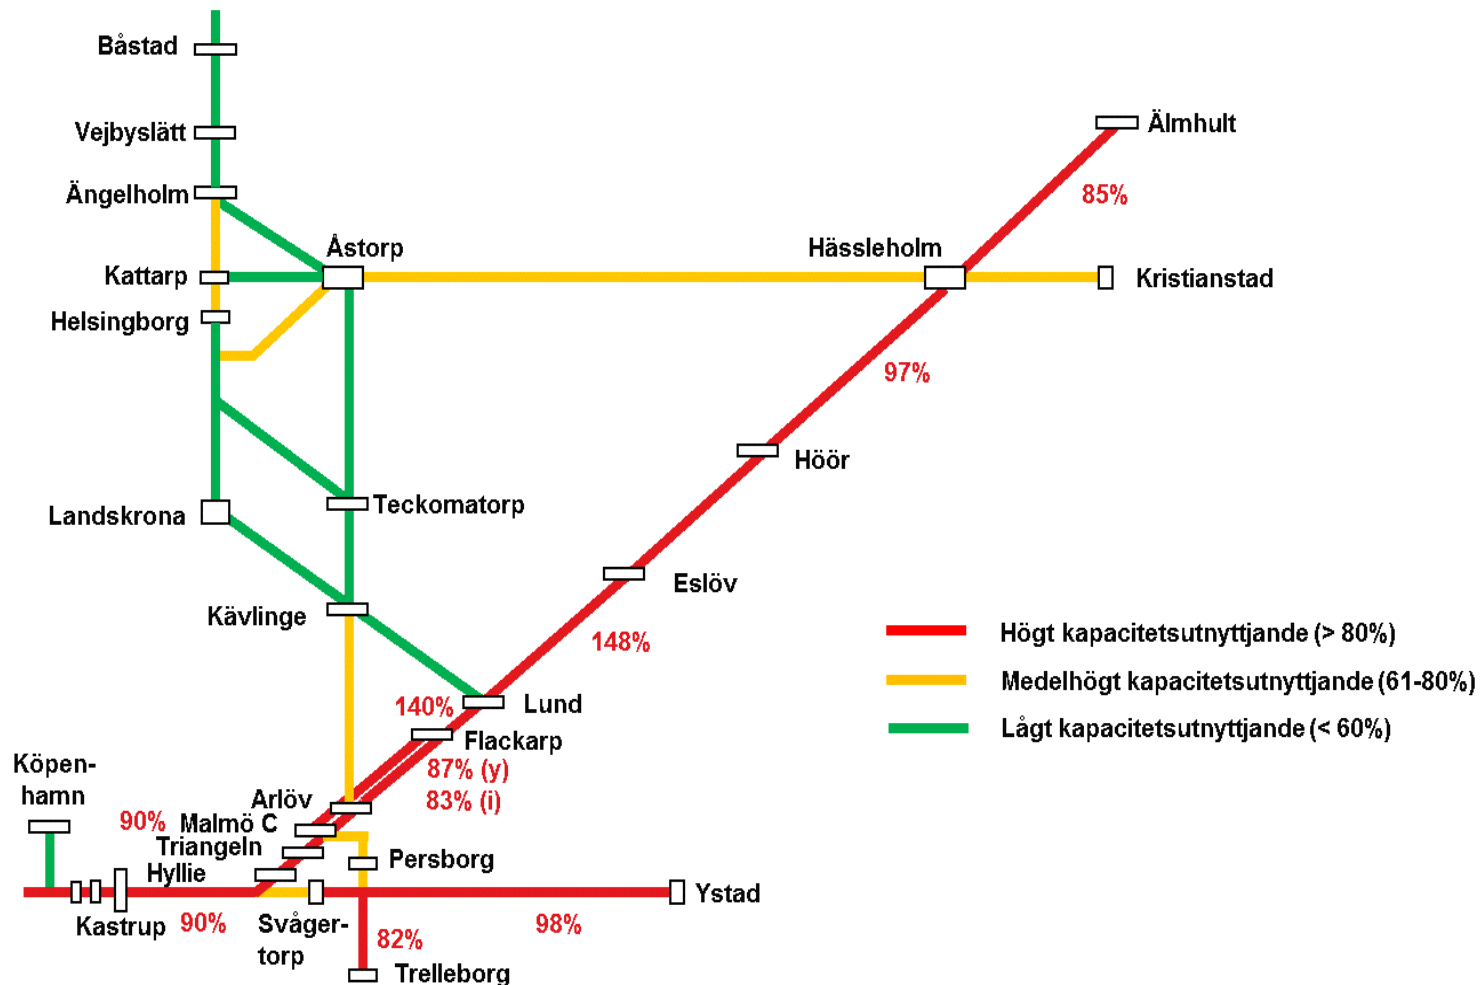 Båstad
Vejbyslätt
Älmhult
Ängelholm
85%
Åstorp
Hässleholm
Kattarp
Kristianstad
Helsingborg
97%
Höör
Landskrona
Teckomatorp
Eslöv
Kävlinge
148%
Högt kapacitetsutnyttjande (> 80%)
Medelhögt kapacitetsutnyttjande (61-80%)
Lågt kapacitetsutnyttjande (< 60%)
140%
Lund
Flackarp
87% (y)
83% (i)
Köpen-
hamn
Arlöv
90%
Malmö C
Triangeln
Hyllie
Persborg
Ystad
Kastrup
90%
Svåger-
torp
82%
98%
Trelleborg